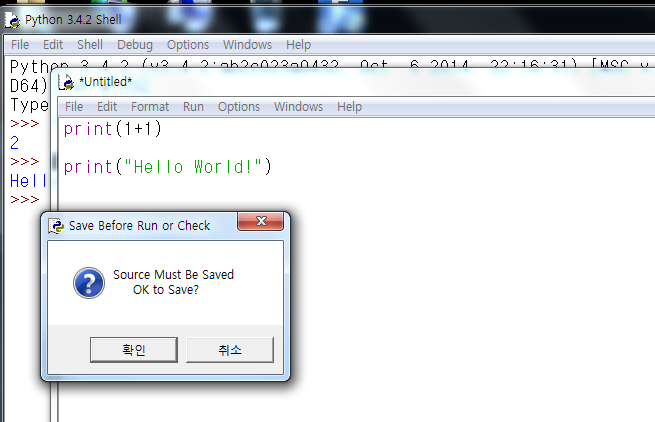 Python 3.4.2 Shell
File Edit Shell Debug Options Windows Help
Python 3.4.2 (v3.4.2:ab2c023a9432, Oct 6 2014, 22:16:31) [MSC v
D64)
Type
>>>
2
>>>
Hell
>>>
*Untitled*
File Edit Format Run Options Windows Help
print(1+1)
print("Hello World!")
Save Before Run or Check
Source Must Be Saved
OK to Save?
확인 취소